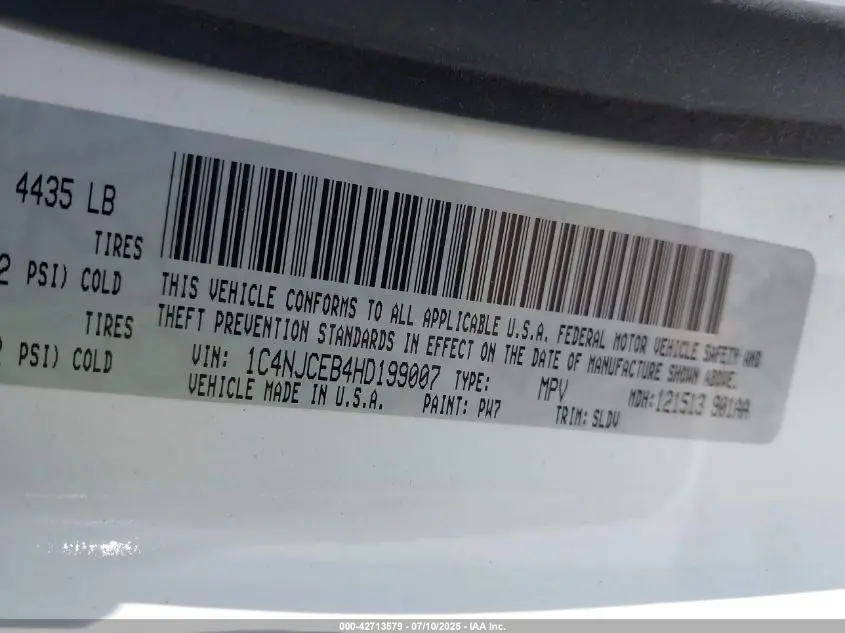 4435 LB
TIRES
2 PSI) COLD
TIRES
PSI) COLD
THIS VEHICLE CONFORMS TO ALL APPLICABLE U.S.A. FEDERAL MOTOR VEHICLE SAFETY AND
THEFT PREVENTION STANDARDS IN EFFECT ON THE DATE OF MANUFACTURE SHOWN ABOVE.
VIN: 1C4NJCEB4HD199007 TYPE: MPV MDH:121513 901AA
VEHICLE MADE IN U.S.A. PAINT: PW7 TRIM: SLDV
000-42713579 - 07/10/2025 - IAA Inc.